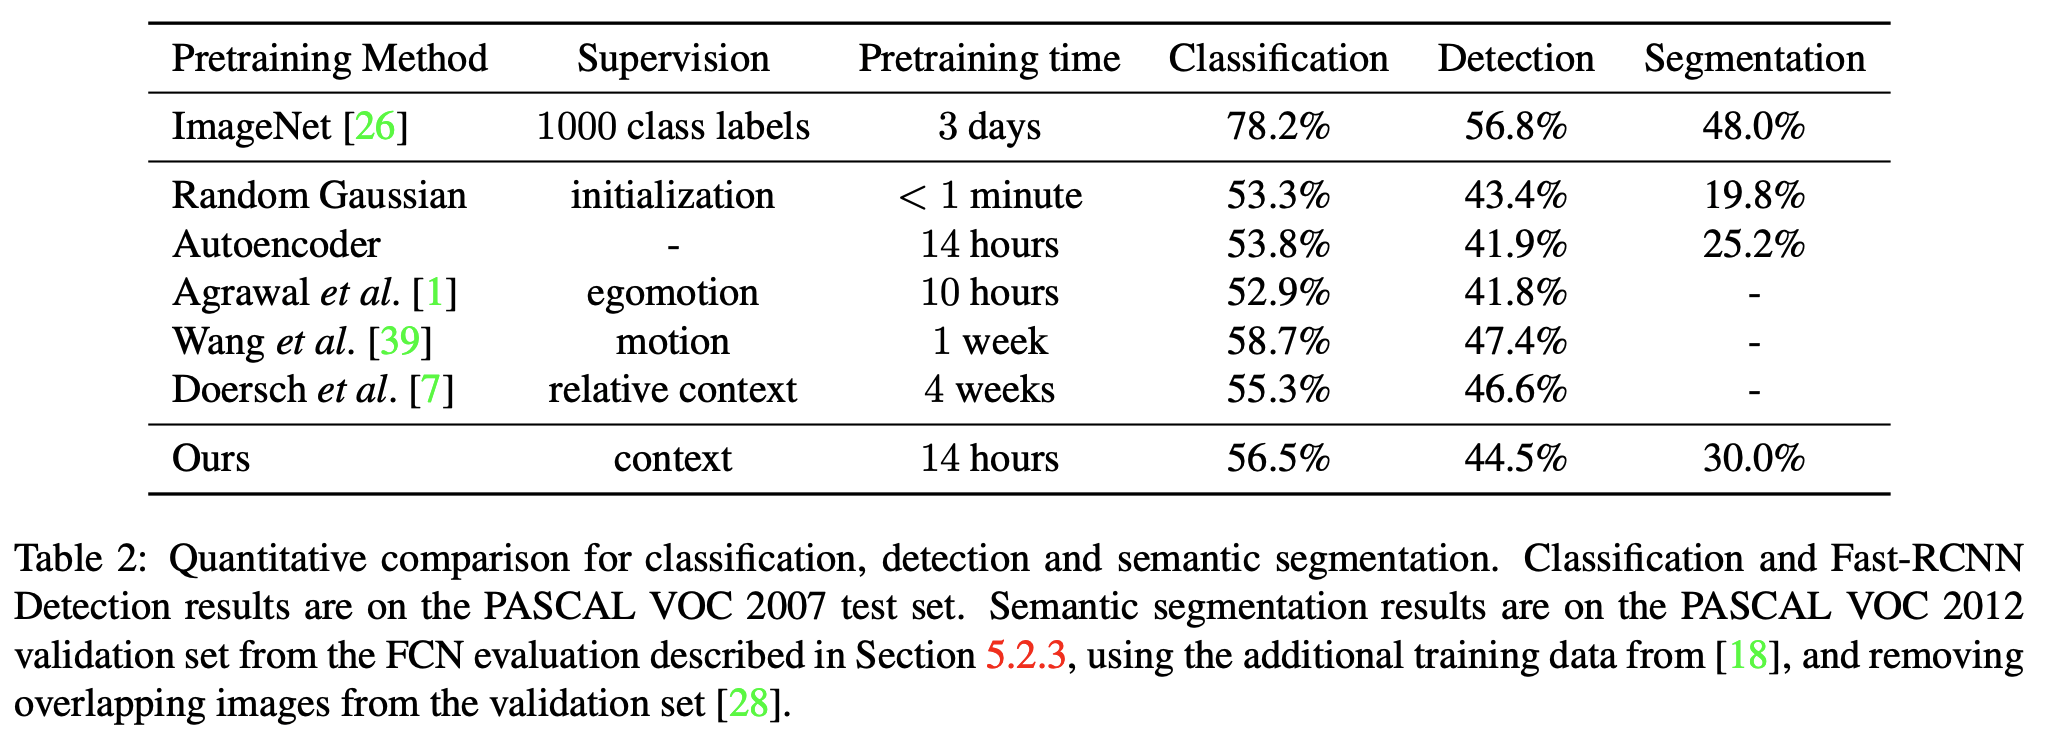 Pretraining Method Supervision Pretraining time Classification Detection Segmentation
ImageNet [26] 1000 class labels 3 days 78.2% 56.8% 48.0%
Random Gaussian initialization < 1 minute 53.3% 43.4% 19.8%
Autoencoder - 14 hours 53.8% 41.9% 25.2%
Agrawal et al. [1] egomotion 10 hours 52.9% 41.8% -
Wang et al. [39] motion 1 week 58.7% 47.4% -
Doersch et al. [7] relative context 4 weeks 55.3% 46.6% -
Ours context 14 hours 56.5% 44.5% 30.0%
Table 2: Quantitative comparison for classification, detection and semantic segmentation. Classification and Fast-RCNN
Detection results are on the PASCAL VOC 2007 test set. Semantic segmentation results are on the PASCAL VOC 2012
validation set from the FCN evaluation described in Section 5.2.3, using the additional training data from [18], and removing
overlapping images from the validation set [28].